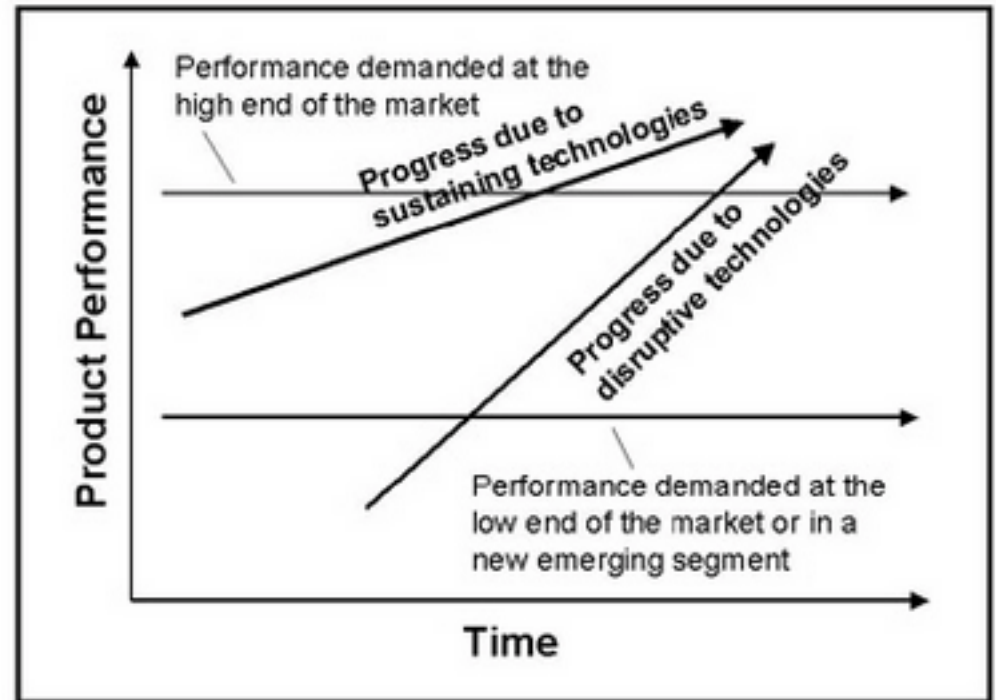 Performance demanded at the
high end of the market
Progress due to
sustaining technologies
Progress due to
disruptive technologies
Performance demanded at the
low end of the market or in a
new emerging segment
Product Performance
Time